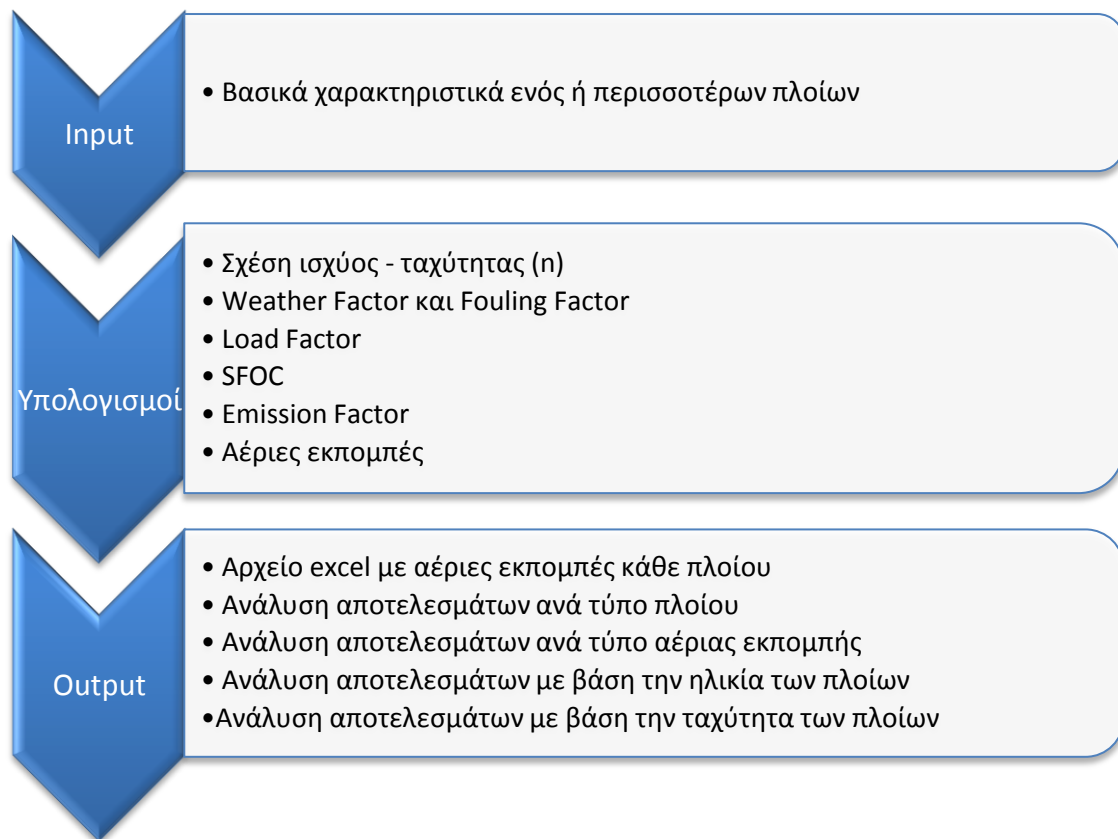 Input
• Βασικά χαρακτηριστικά ενός ή περισσοτέρων πλοίων
Υπολογισμοί
• Σχέση ισχύος - ταχύτητας (n)
• Weather Factor και Fouling Factor
• Load Factor
• SFOC
• Emission Factor
• Αέριες εκπομπές
Output
• Αρχείο excel με αέριες εκπομπές κάθε πλοίου
• Ανάλυση αποτελεσμάτων ανά τύπο πλοίου
• Ανάλυση αποτελεσμάτων ανά τύπο αέριας εκπομπής
• Ανάλυση αποτελεσμάτων με βάση την ηλικία των πλοίων
•Ανάλυση αποτελεσμάτων με βάση την ταχύτητα των πλοίων